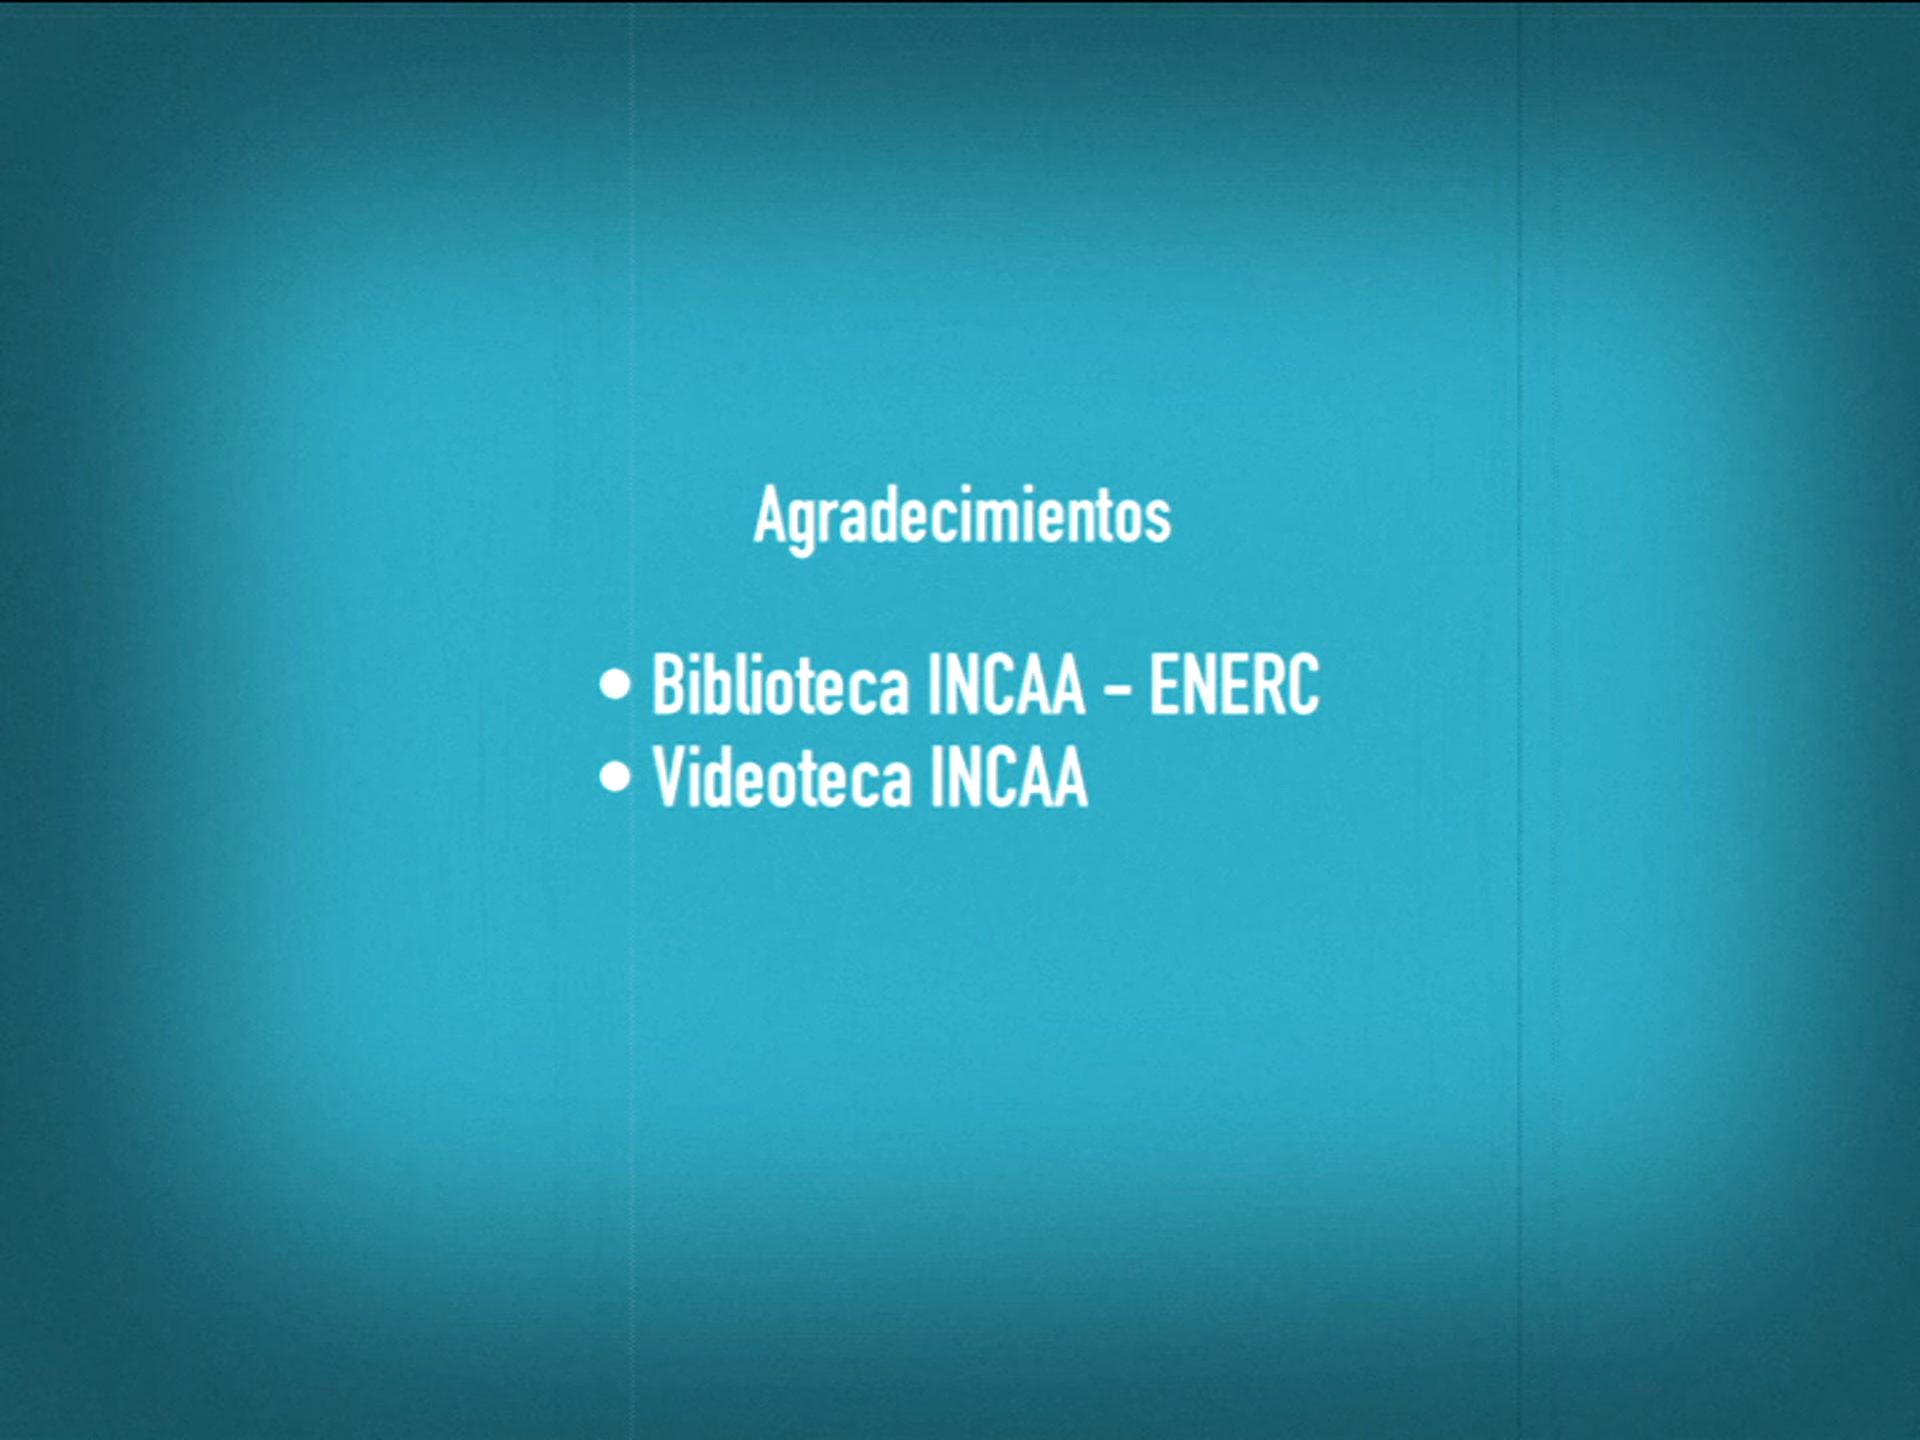 Agradecimientos
• Biblioteca INCAA – ENERC
• Videoteca INCAA